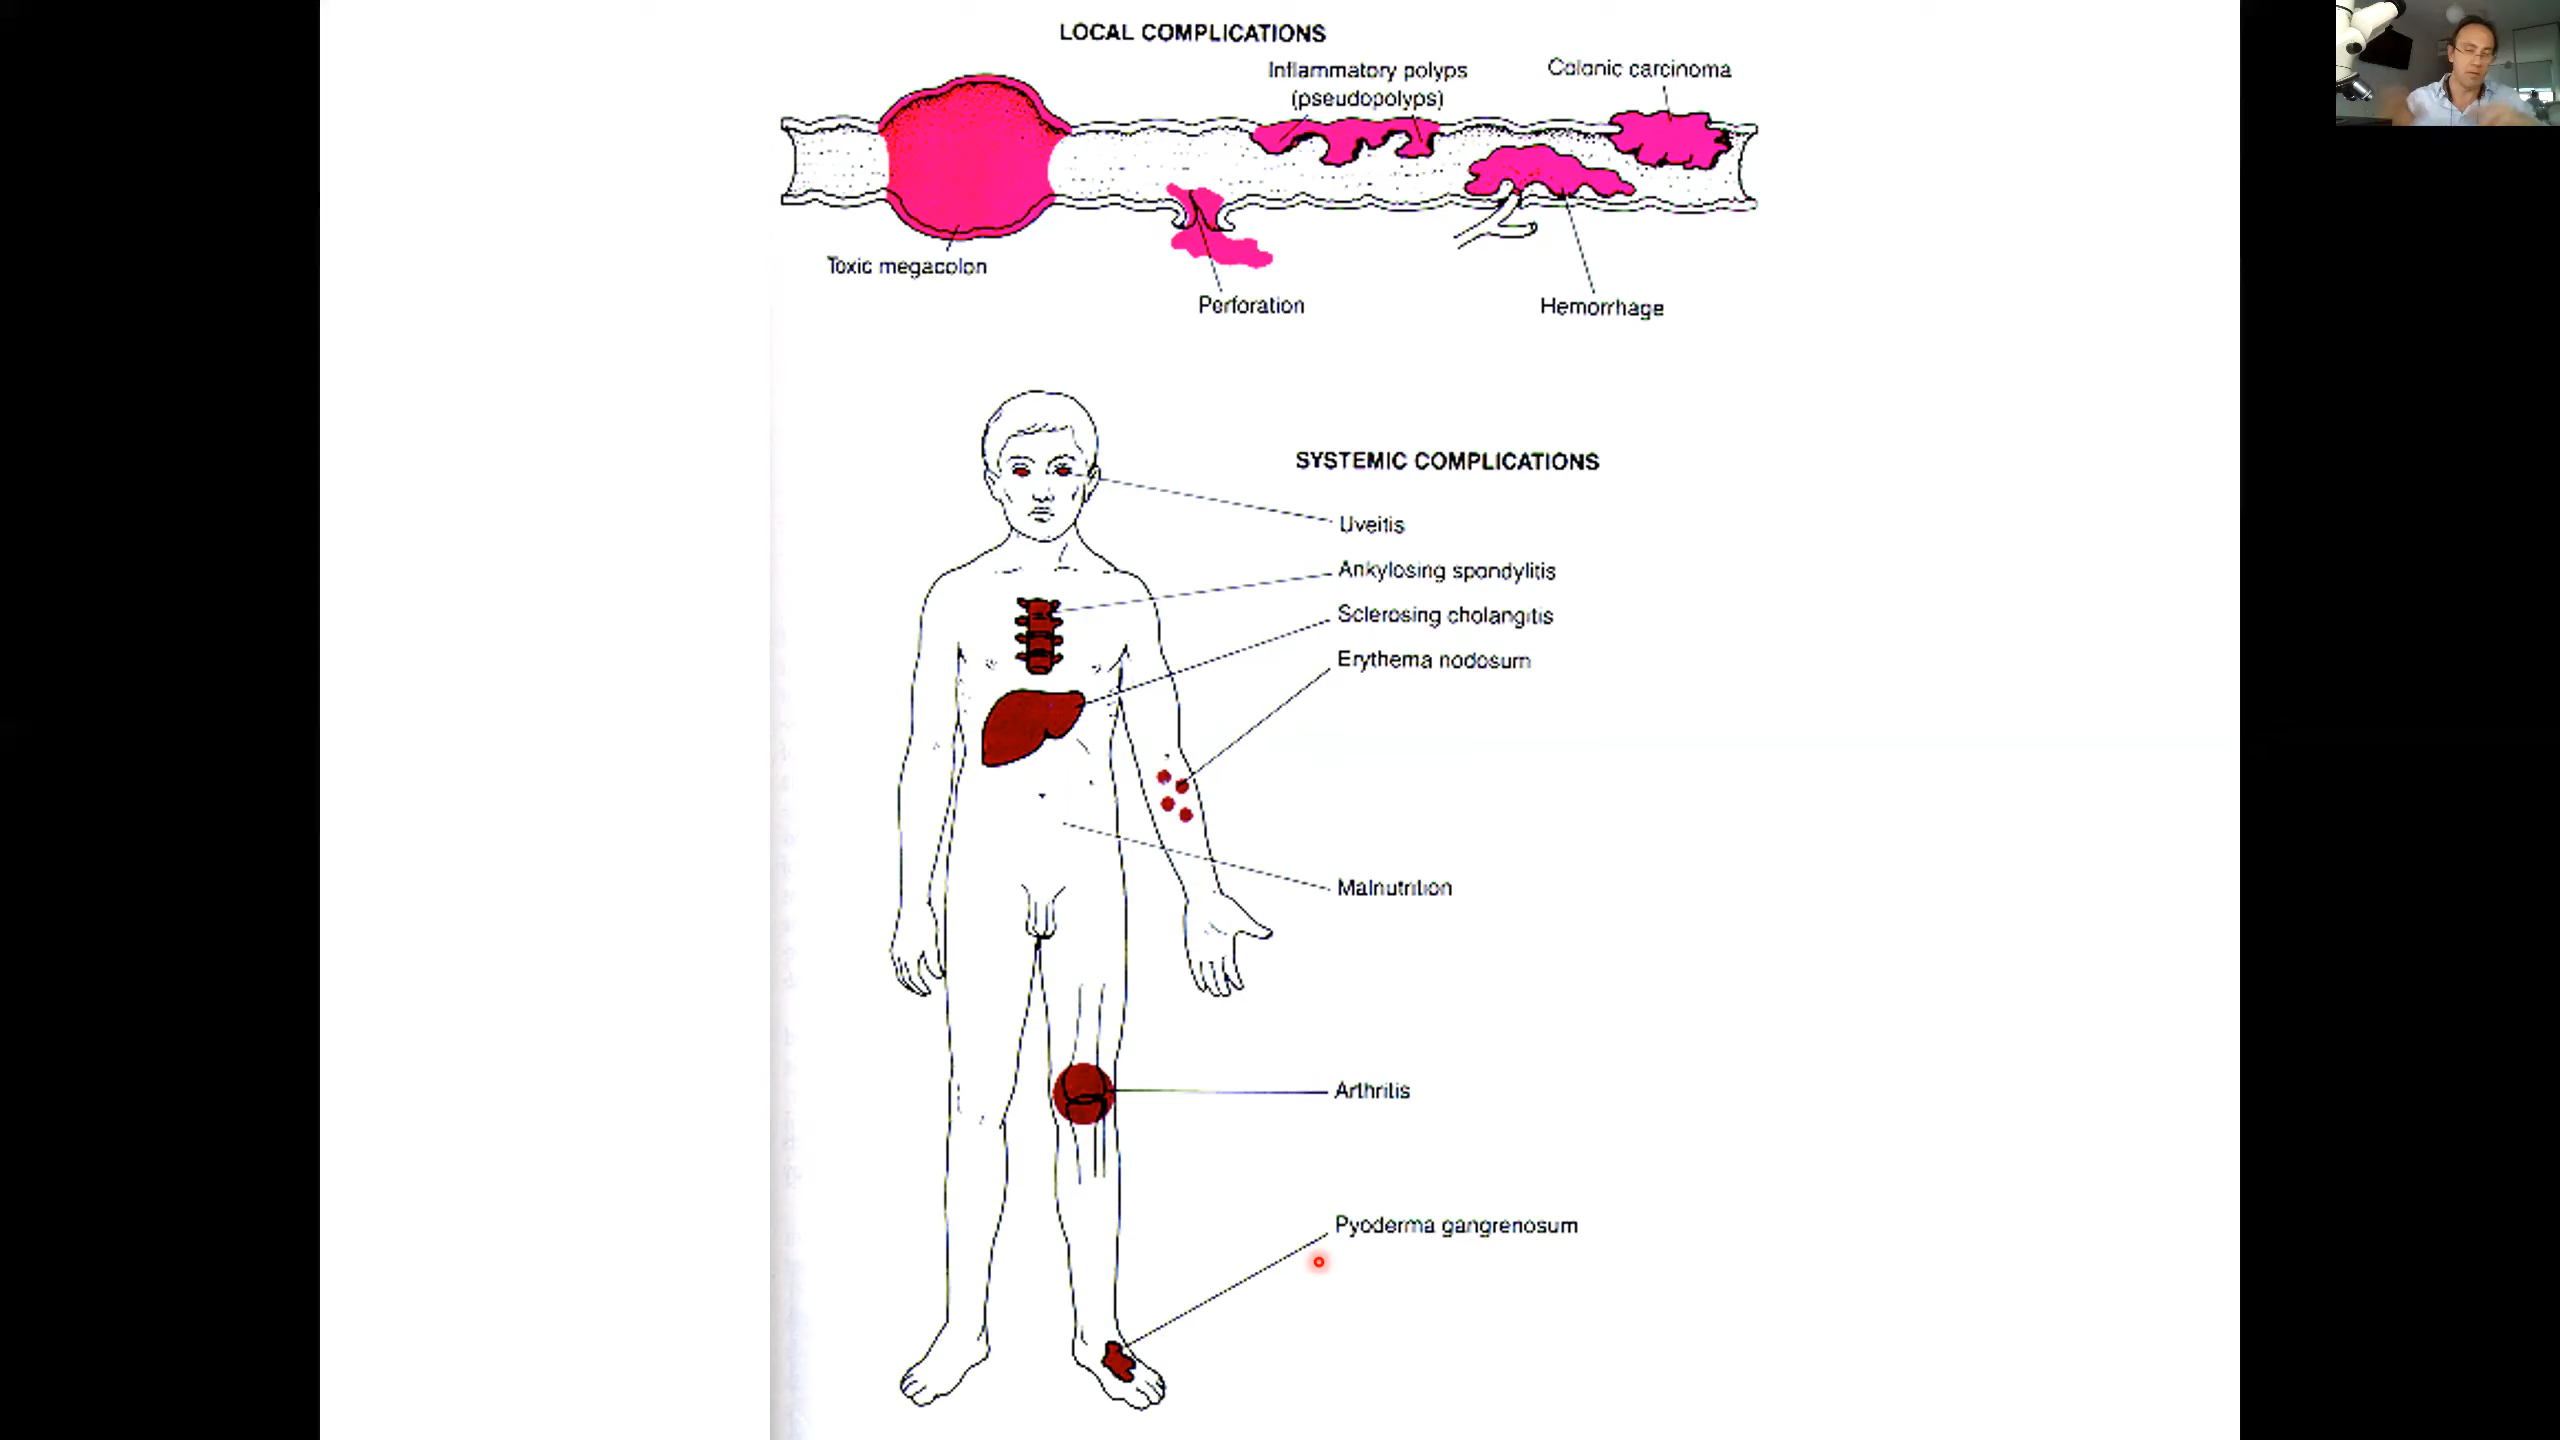 LOCAL COMPLICATIONS
Inflammatory polyps
(pseudopolyps)
Colonic carcinoma
Toxic megacolon
Perforation
Hemorrhage
SYSTEMIC COMPLICATIONS
Uveitis
Ankylosing spondylitis
Sclerosing cholangitis
Erythema nodosum
Malnutrition
Arthritis
Pyoderma gangrenosum